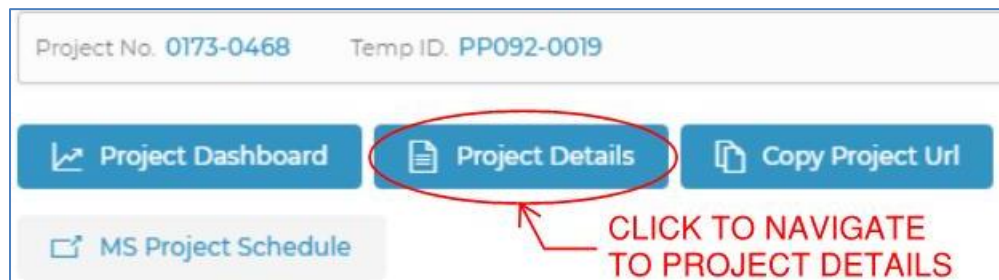 Project No. 0173-0468 Temp ID. PP092-0019
Project Dashboard Project Details Copy Project Url
MS Project Schedule
CLICK TO NAVIGATE
TO PROJECT DETAILS